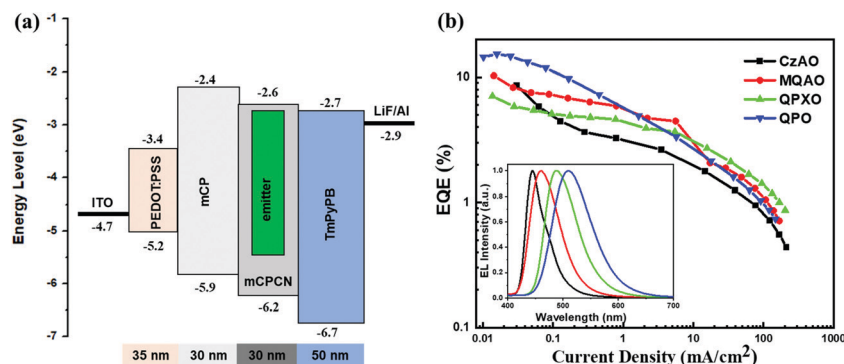 (a)
-1
-2
-3
-4
-5
-6
-7
Energy Level (eV)
ITO
-4.7
-3.4
PEDOT:PSS
-5.2
-2.4
mCP
-5.9
-2.6
emitter
mCPCN
-6.2
-2.7
TmPyPB
-6.7
LiF/Al
-2.9
35 nm 30 nm 30 nm 50 nm
(b)
EQE (%)
10
1
0.1
CzAO
MQAO
QPXO
QPO
EL Intensity (a.u.)
1.0
0.8
0.6
0.4
0.2
0.0
400 500 600 700
Wavelength (nm)
0.01 0.1 1 10 100
Current Density (mA/cm²)